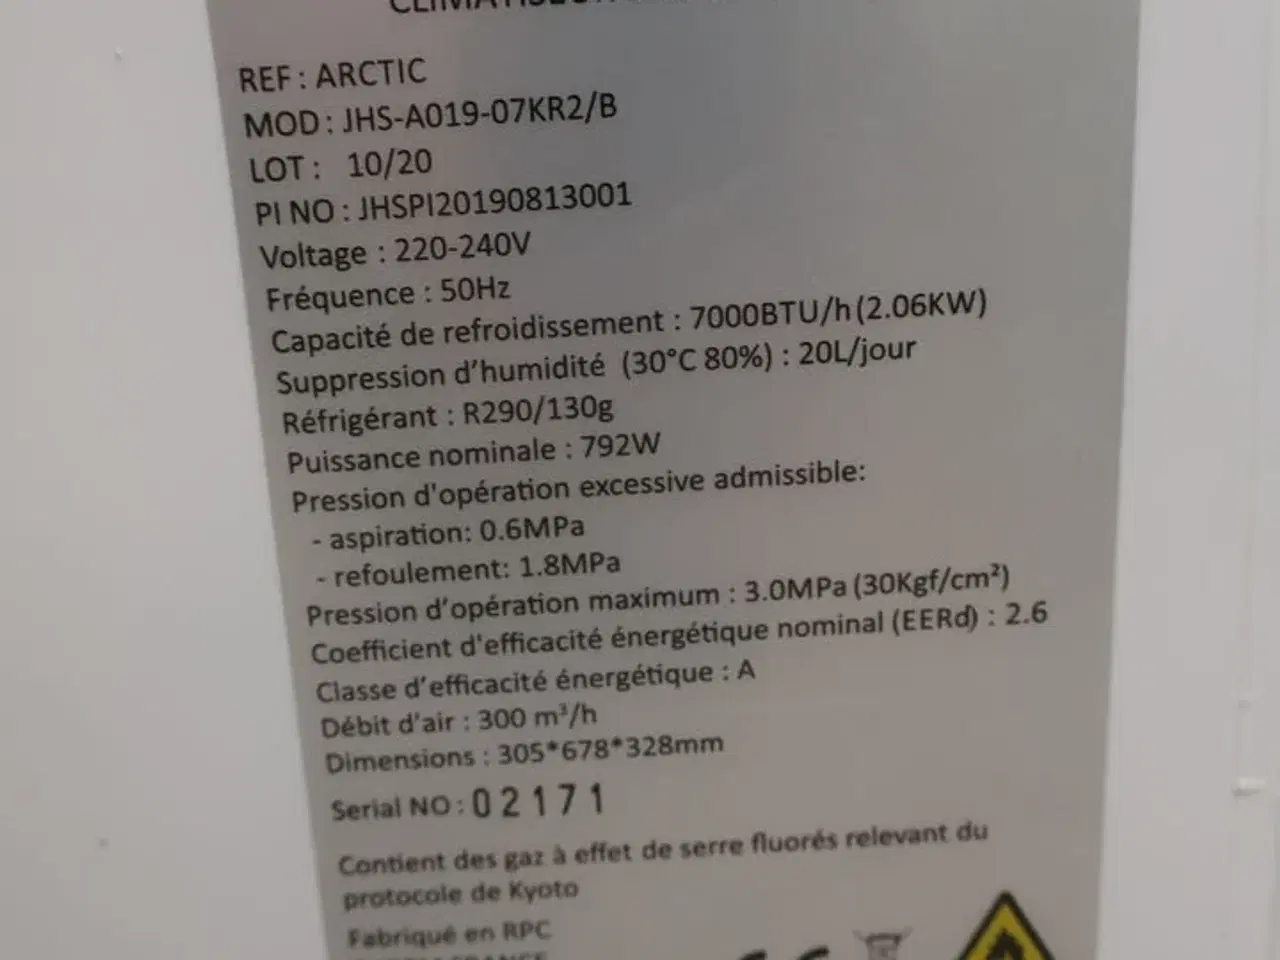 REF : ARCTIC
MOD : JHS-A019-07KR2/B
LOT : 10/20
PI NO : JHSPI20190813001
Voltage : 220-240V
Fréquence : 50Hz
Capacité de refroidissement : 7000BTU/h (2.06KW)
Suppression d'humidité (30°C 80%) : 20L/jour
Réfrigérant : R290/130g
Puissance nominale : 792W
Pression d'opération excessive admissible:
- aspiration: 0.6MPa
- refoulement: 1.8MPa
Pression d'opération maximum : 3.0MPa (30Kgf/cm²)
Coefficient d'efficacité énergétique nominal (EERd) : 2.6
Classe d'efficacité énergétique : A
Débit d'air : 300 m³/h
Dimensions : 305*678*328mm
Serial NO : 02171
Contient des gaz à effet de serre fluorés relevant du
protocole de Kyoto
Fabriqué en RPC